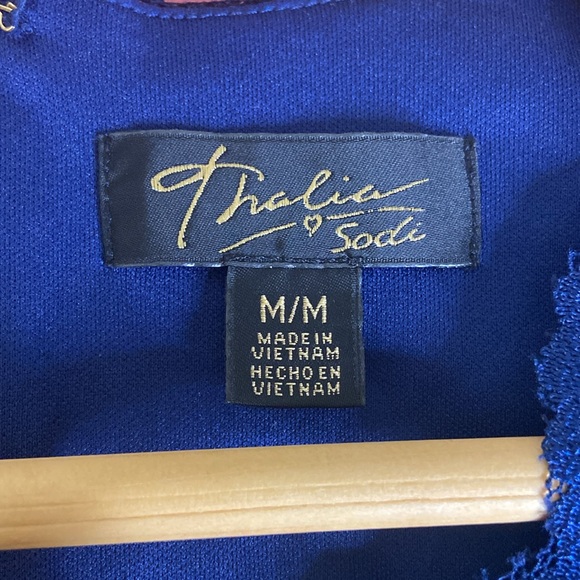 Thalia
Sodi
M/M
MADE IN
VIETNAM
HECHO EN
VIETNAM